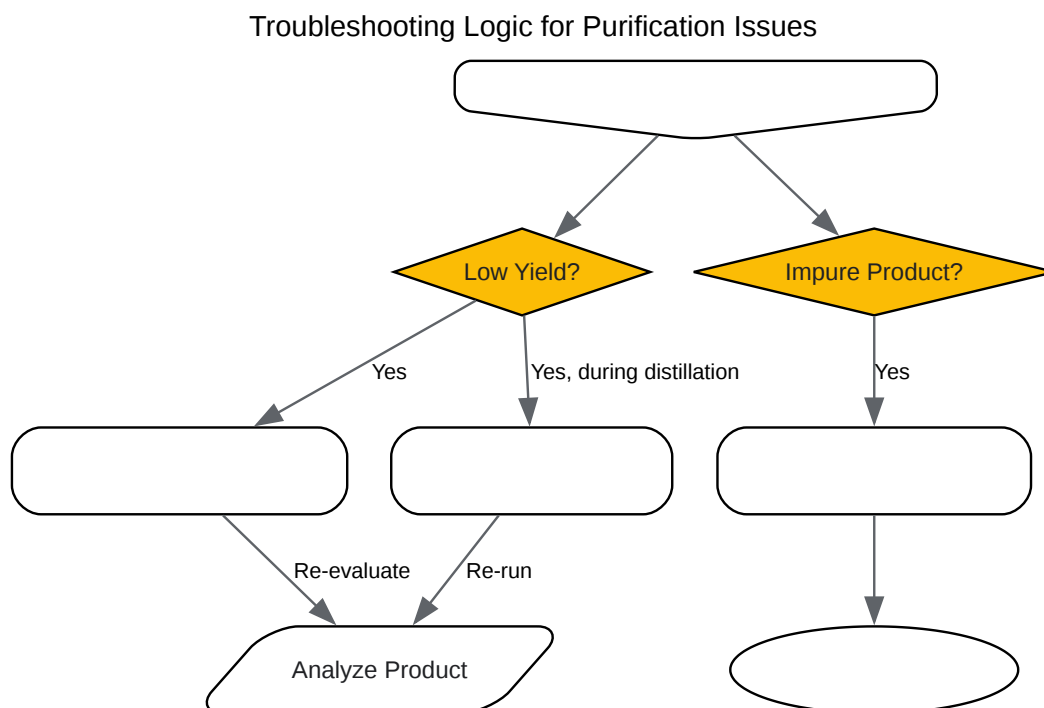 Troubleshooting Logic for Purification Issues
Low Yield?
Impure Product?
Yes
Yes, during distillation
Yes
Re-evaluate
Re-run
Analyze Product